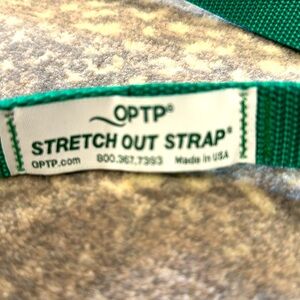 OPTP®
STRETCH OUT STRAP®
OPTP.com 800.367.7393 Made in USA